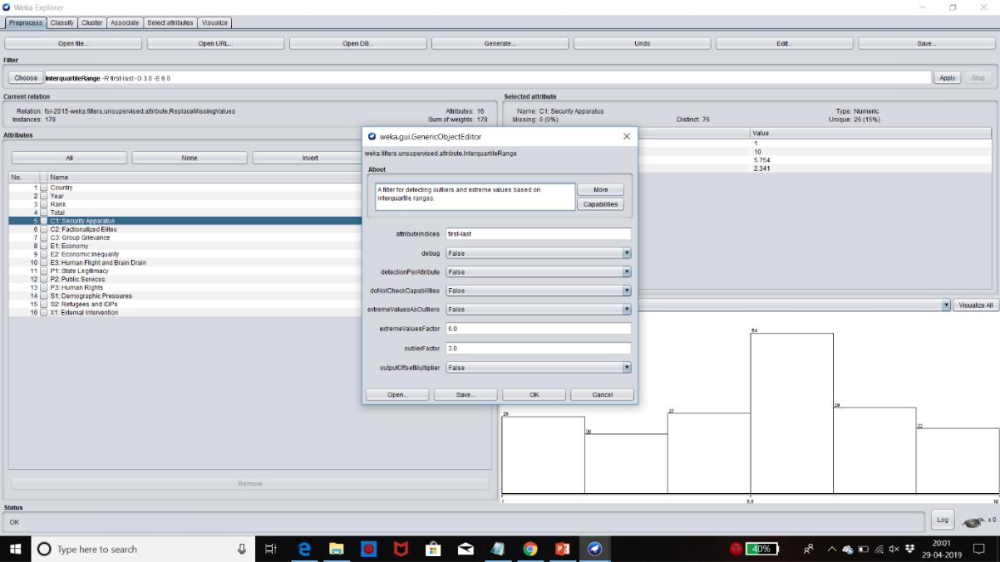 Weka Explorer
Preprocess Classify Cluster Associate Select attributes Visualize
Open file... Open URL... Open DB... Generate... Undo Edit... Save...
Filter
Choose InterquartileRange -R first-last -O 3.0 -E 6.0 Apply Stop
Current relation
Relation: fsi-2015-weka.filters.unsupervised.attribute.ReplaceMissingValues Attributes: 16
Instances: 178 Sum of weights: 178
Selected attribute
Name: C1: Security Apparatus Type: Numeric
Missing: 0 (0%) Distinct: 76 Unique: 26 (15%)
Attributes
All None Invert
No. Name
1 Country
2 Year
3 Rank
4 Total
5 C1: Security Apparatus
6 C2: Factionalized Elites
7 C3: Group Grievance
8 E1: Economy
9 E2: Economic Inequality
10 E3: Human Flight and Brain Drain
11 P1: State Legitimacy
12 P2: Public Services
13 P3: Human Rights
14 S1: Demographic Pressures
15 S2: Refugees and IDPs
16 X1: External Intervention
Remove
weka.gui.GenericObjectEditor
weka.filters.unsupervised.attribute.InterquartileRange
About
A filter for detecting outliers and extreme values based on
interquartile ranges.
More
Capabilities
attributeIndices first-last
debug False
detectionPerAttribute False
doNotCheckCapabilities False
extremeValuesAsOutliers False
extremeValuesFactor 6.0
outlierFactor 3.0
outputOffsetMultiplier False
Open... Save... OK Cancel
Value
1
10
5.754
2.341
Visualize All
20
27
54
29
22
1 5.5 10
Status
OK
Log x 0
Type here to search
40%
20:01
29-04-2019